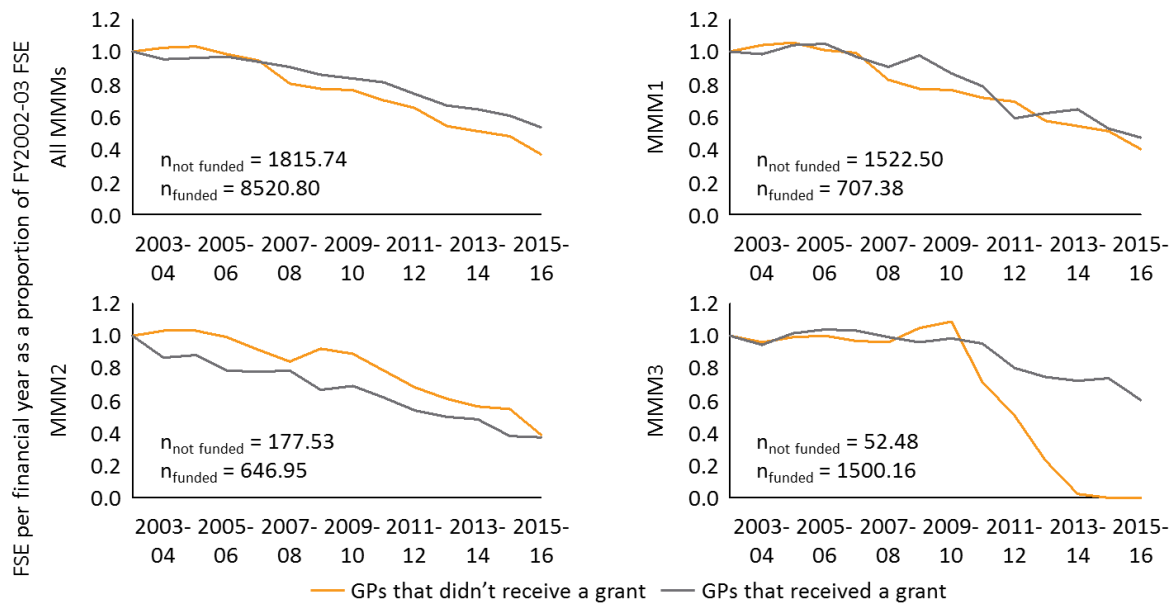 FSE per financial year as a proportion of FY2002-03 FSE
All MMMs
1.2
1.0
0.8
0.6
0.4
0.2
0.0
n not funded = 1815.74
n funded = 8520.80
2003-04 2005-06 2007-08 2009-10 2011-12 2013-14 2015-16
MMM1
1.2
1.0
0.8
0.6
0.4
0.2
0.0
n not funded = 1522.50
n funded = 707.38
2003-04 2005-06 2007-08 2009-10 2011-12 2013-14 2015-16
MMM2
1.2
1.0
0.8
0.6
0.4
0.2
0.0
n not funded = 177.53
n funded = 646.95
2003-04 2005-06 2007-08 2009-10 2011-12 2013-14 2015-16
MMM3
1.2
1.0
0.8
0.6
0.4
0.2
0.0
n not funded = 52.48
n funded = 1500.16
2003-04 2005-06 2007-08 2009-10 2011-12 2013-14 2015-16
GPs that didn't receive a grant
GPs that received a grant